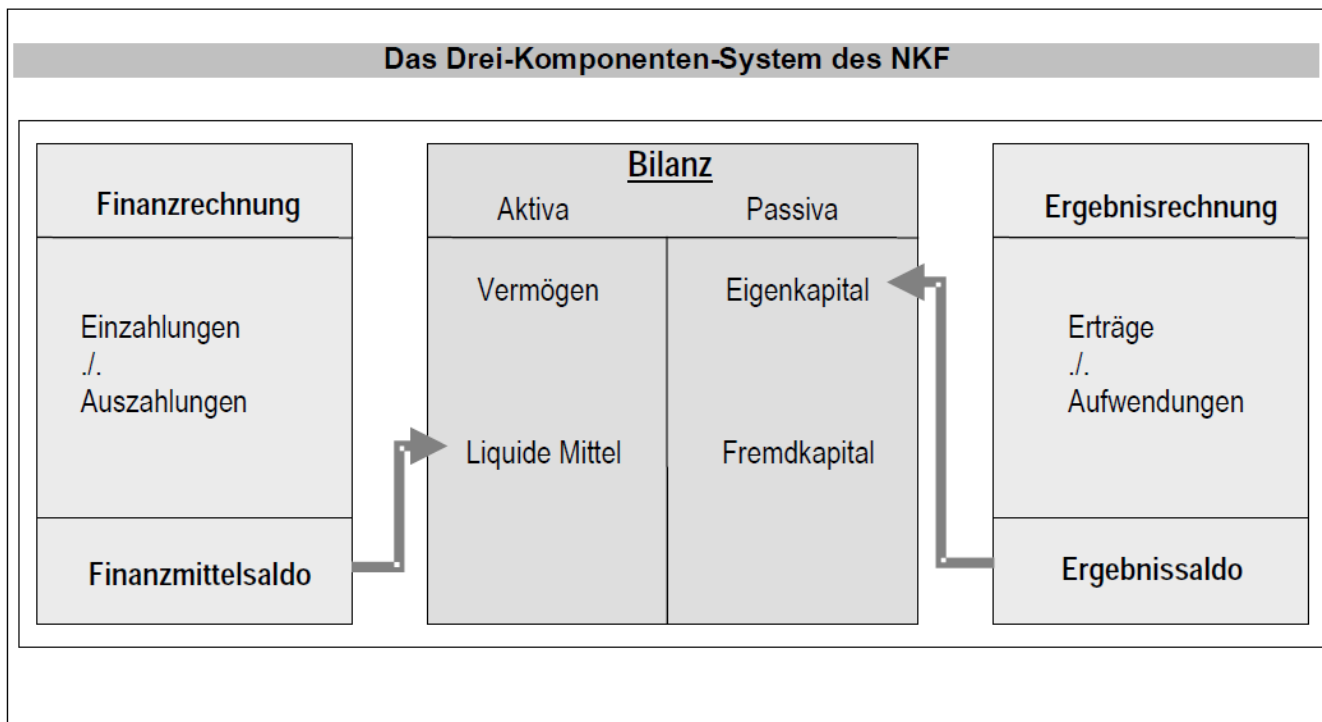 Das Drei-Komponenten-System des NKF
Finanzrechnung
Einzahlungen
./.
Auszahlungen
Finanzmittelsaldo
Bilanz
Aktiva Passiva
Vermögen Eigenkapital
Liquide Mittel Fremdkapital
Ergebnisrechnung
Erträge
./.
Aufwendungen
Ergebnissaldo